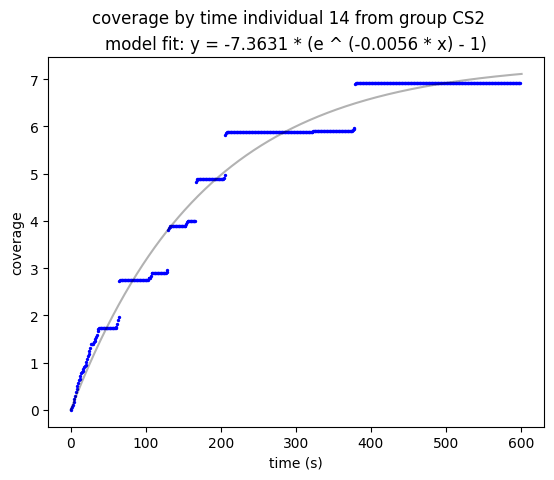 coverage by time individual 14 from group CS2
model fit: y = -7.3631 * (e ^ (-0.0056 * x) - 1)
7
6
5
4
3
2
1
0
coverage
0 100 200 300 400 500 600
time (s)